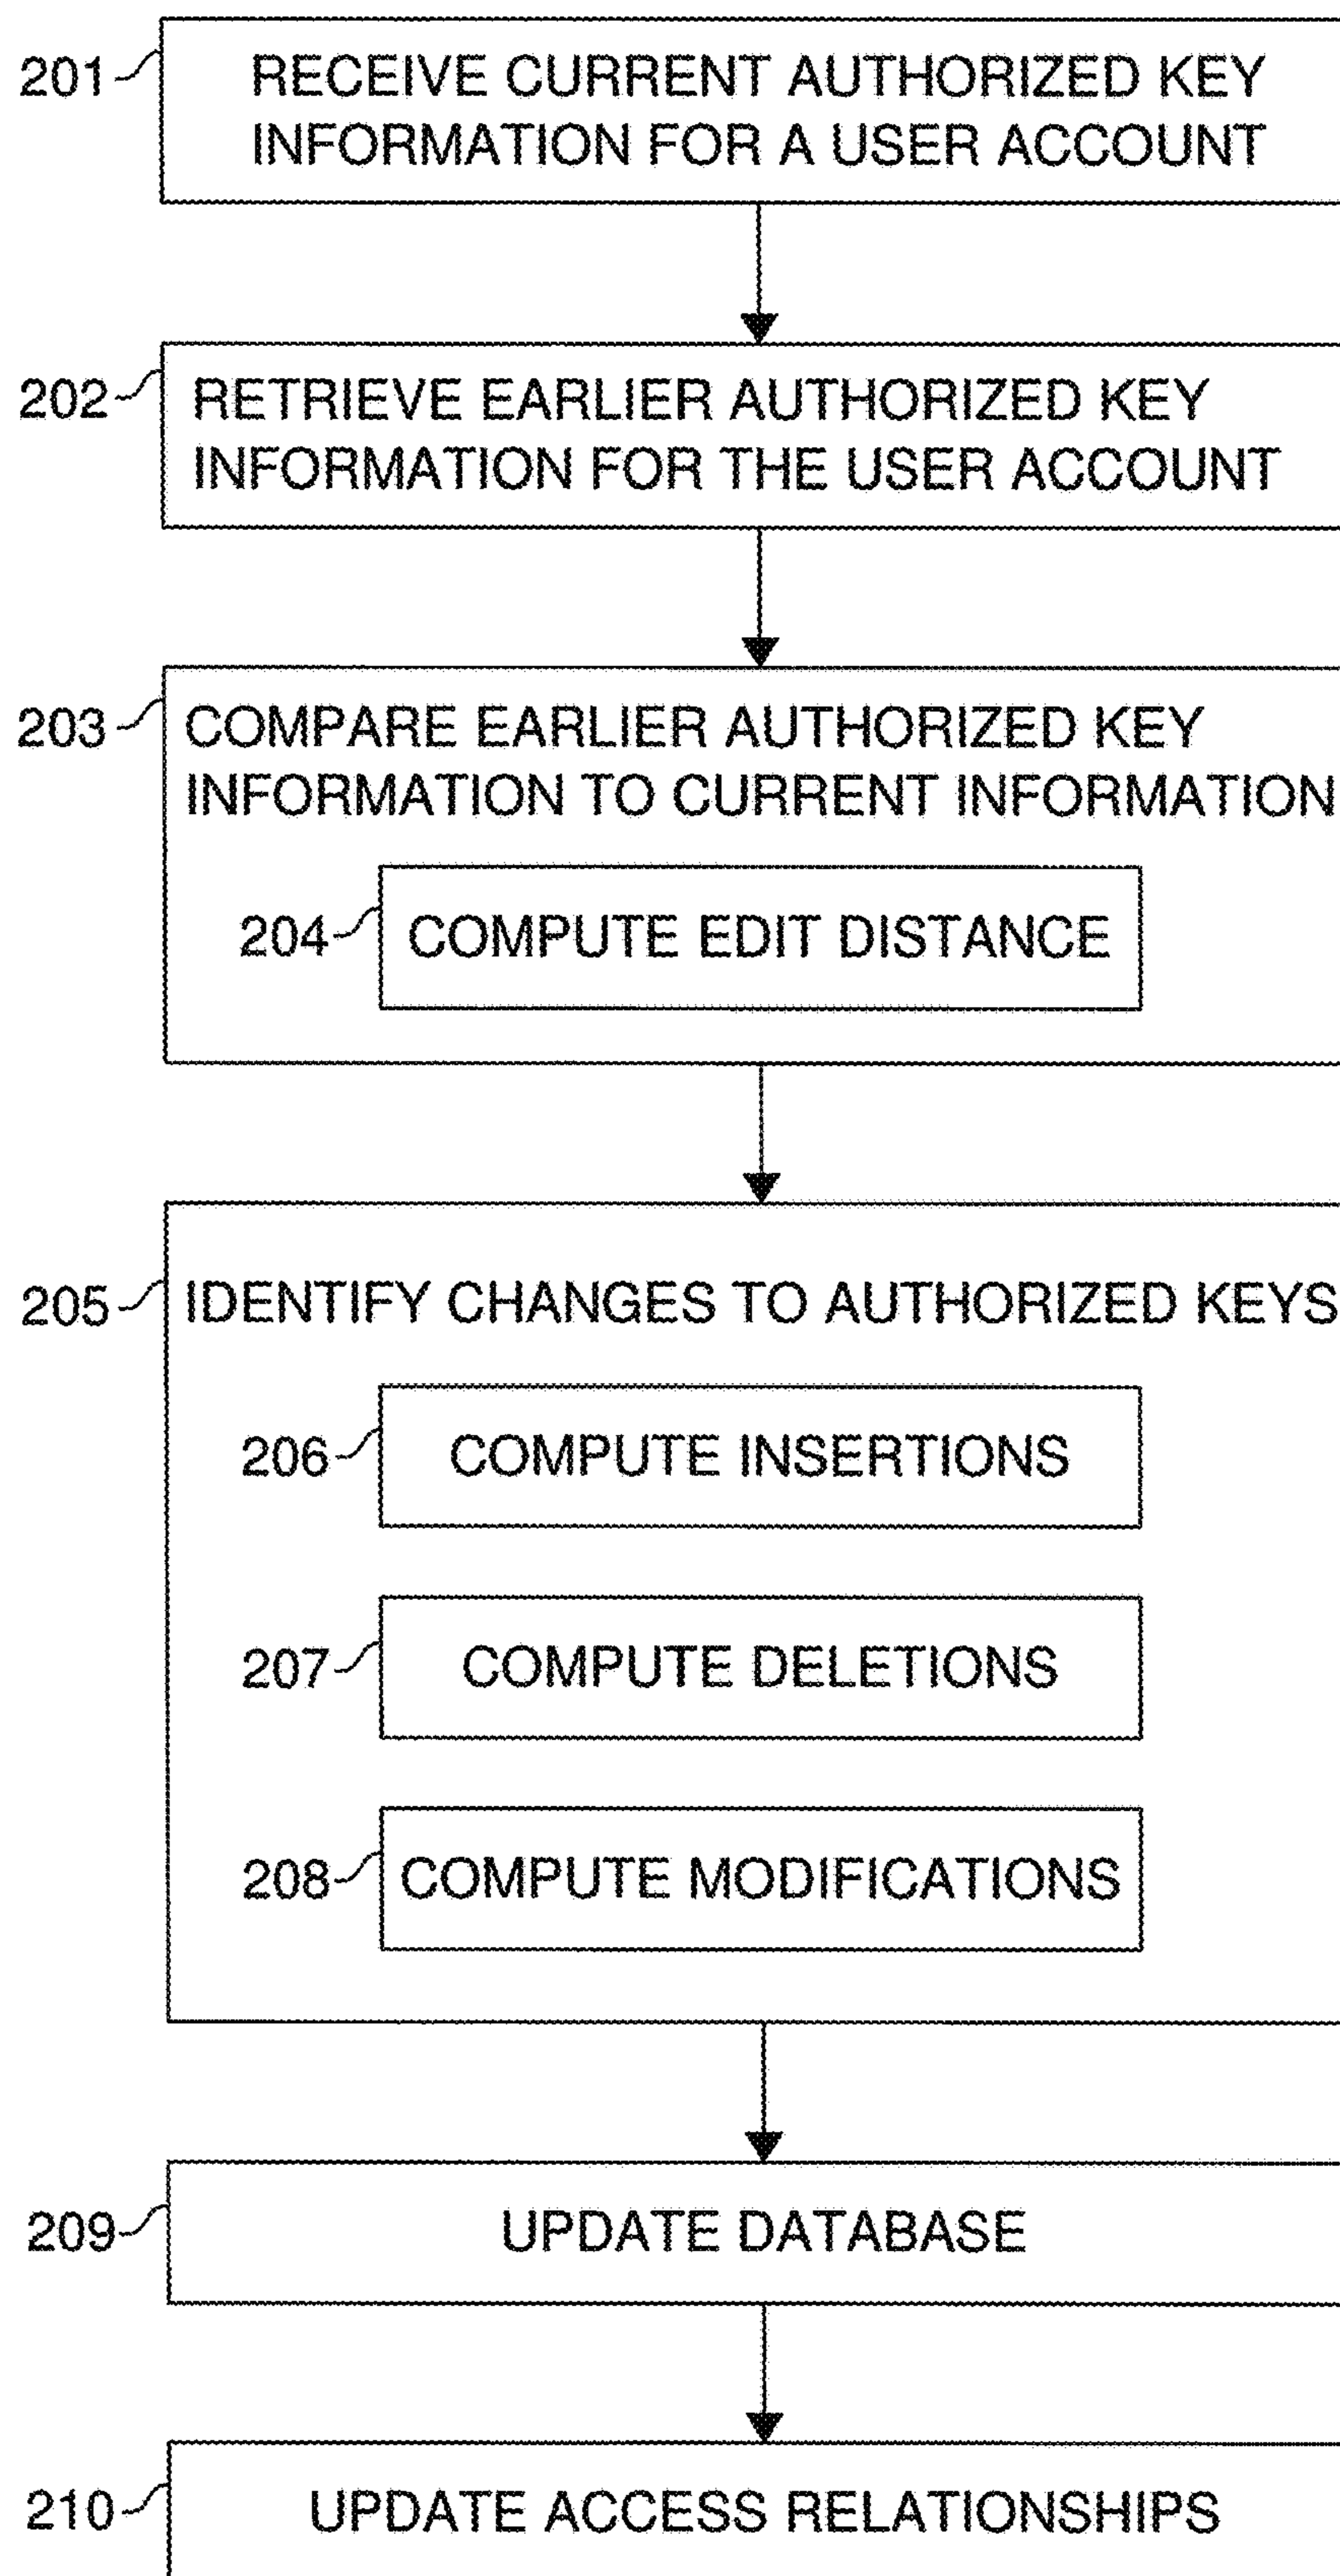 201
RECEIVE CURRENT AUTHORIZED KEY
INFORMATION FOR A USER ACCOUNT
202
RETRIEVE EARLIER AUTHORIZED KEY
INFORMATION FOR THE USER ACCOUNT
203
COMPARE EARLIER AUTHORIZED KEY
INFORMATION TO CURRENT INFORMATION
204
COMPUTE EDIT DISTANCE
205
IDENTIFY CHANGES TO AUTHORIZED KEYS
206
COMPUTE INSERTIONS
207
COMPUTE DELETIONS
208
COMPUTE MODIFICATIONS
209
UPDATE DATABASE
210
UPDATE ACCESS RELATIONSHIPS